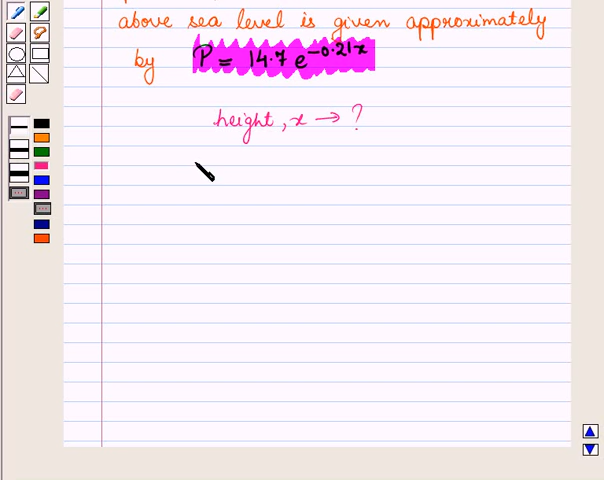 above sea level is given approximately
by P = 14.7 e^{-0.21x}
height, x → ?